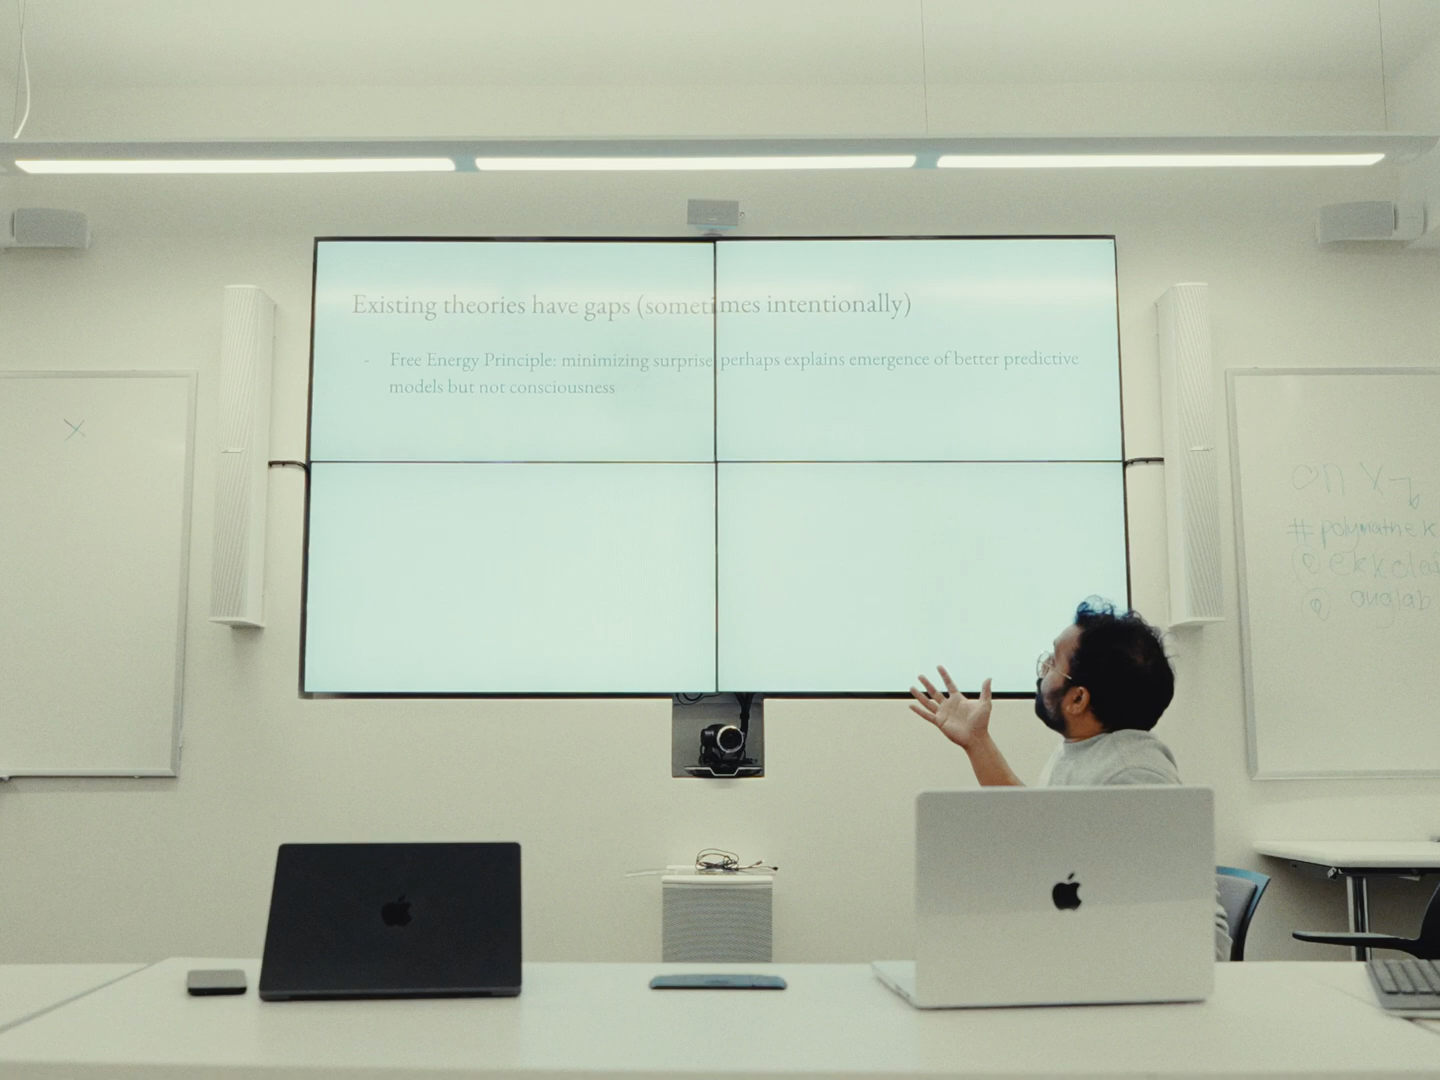 Existing theories have gaps (sometimes intentionally)
- Free Energy Principle: minimizing surprise perhaps explains emergence of better predictive
models but not consciousness
X
on X
#polymathek